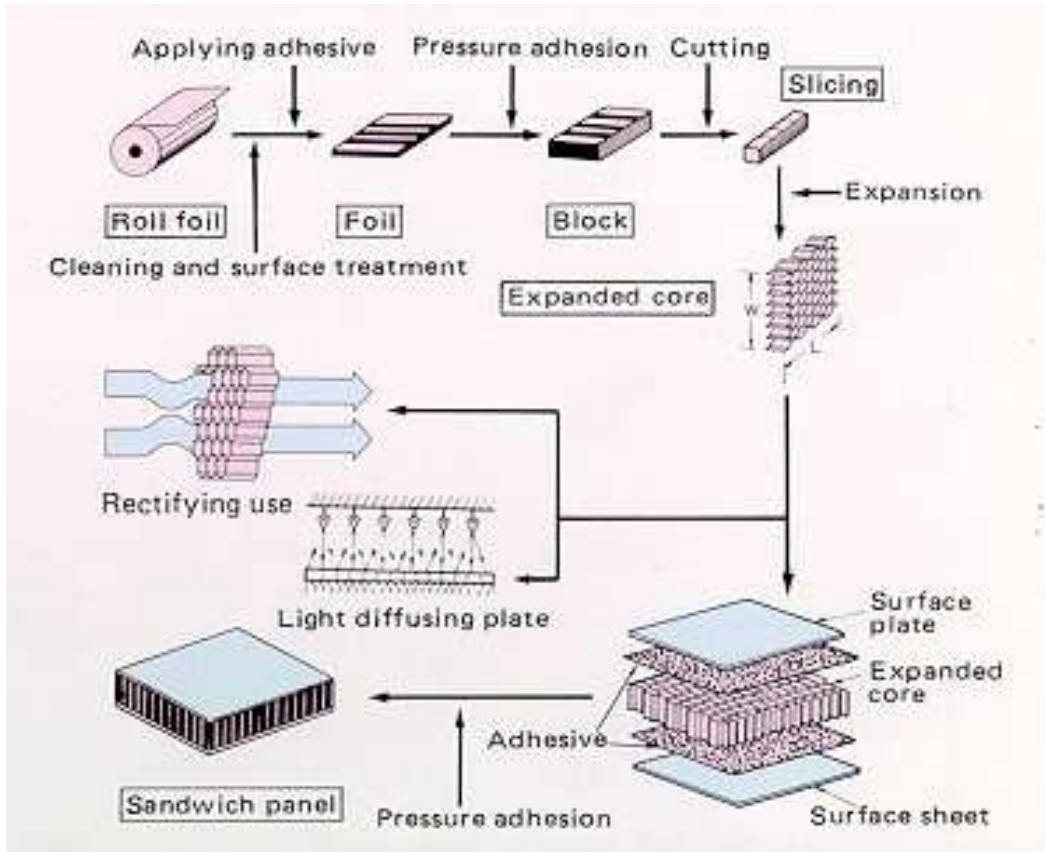 Applying adhesive
Pressure adhesion
Cutting
Slicing
Roll foil
Foil
Block
Expansion
Cleaning and surface treatment
Expanded core
W
L
Rectifying use
Light diffusing plate
Surface
plate
Expanded
core
Adhesive
Sandwich panel
Pressure adhesion
Surface sheet